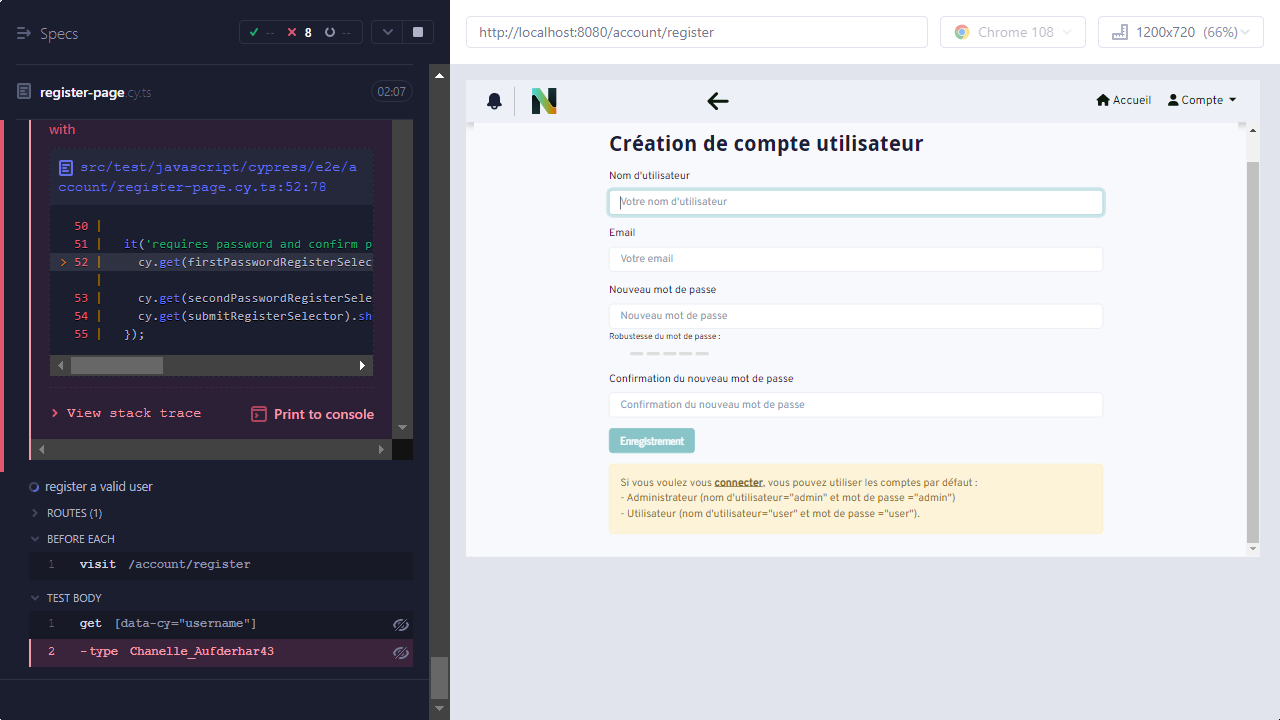 Specs
-- 8 --
register-page.cy.ts
02:07
with
src/test/javascript/cypress/e2e/a
ccount/register-page.cy.ts:52:78
50 |
51 | it('requires password and confirm p
> 52 | cy.get(firstPasswordRegisterSelec
|
53 | cy.get(secondPasswordRegisterSele
54 | cy.get(submitRegisterSelector).sh
55 | });
View stack trace
Print to console
register a valid user
ROUTES (1)
BEFORE EACH
1 visit /account/register
TEST BODY
1 get [data-cy="username"]
2 -type Chanelle_Aufderhar43
http://localhost:8080/account/register
Chrome 108
1200x720 (66%)
Accueil
Compte
Création de compte utilisateur
Nom d'utilisateur
Votre nom d'utilisateur
Email
Votre email
Nouveau mot de passe
Nouveau mot de passe
Robustesse du mot de passe :
Confirmation du nouveau mot de passe
Confirmation du nouveau mot de passe
Enregistrement
Si vous voulez vous connecter, vous pouvez utiliser les comptes par défaut :
- Administrateur (nom d'utilisateur="admin" et mot de passe ="admin")
- Utilisateur (nom d'utilisateur="user" et mot de passe ="user").